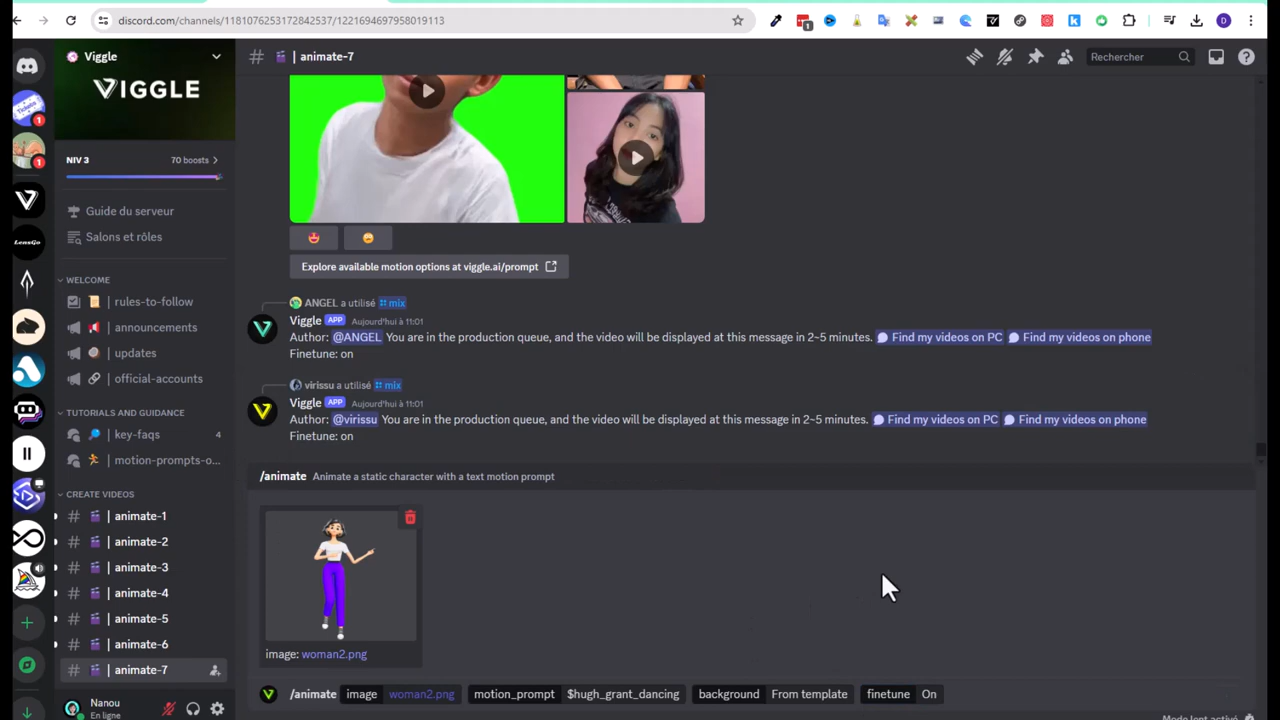 discord.com/channels/1181076253172842537/1221694697958019113
1
Viggle
VIGGLE
NIV 3
70 boosts
Guide du serveur
Salons et rôles
WELCOME
| rules-to-follow
| announcements
| updates
| official-accounts
TUTORIALS AND GUIDANCE
| key-faqs 4
| motion-prompts-o...
CREATE VIDEOS
# | animate-1
# | animate-2
# | animate-3
# | animate-4
# | animate-5
# | animate-6
# | animate-7
Nanou
En ligne
1
1
LensGo
# | animate-7
Rechercher
Explore available motion options at viggle.ai/prompt
ANGEL a utilisé mix
Viggle APP Aujourd'hui à 11:01
Author: @ANGEL You are in the production queue, and the video will be displayed at this message in 2~5 minutes. Find my videos on PC Find my videos on phone
Finetune: on
virissu a utilisé mix
Viggle APP Aujourd'hui à 11:01
Author: @virissu You are in the production queue, and the video will be displayed at this message in 2~5 minutes. Find my videos on PC Find my videos on phone
Finetune: on
/animate Animate a static character with a text motion prompt
image: woman2.png
/animate image woman2.png motion_prompt $hugh_grant_dancing background From template finetune On
Mode lent activé